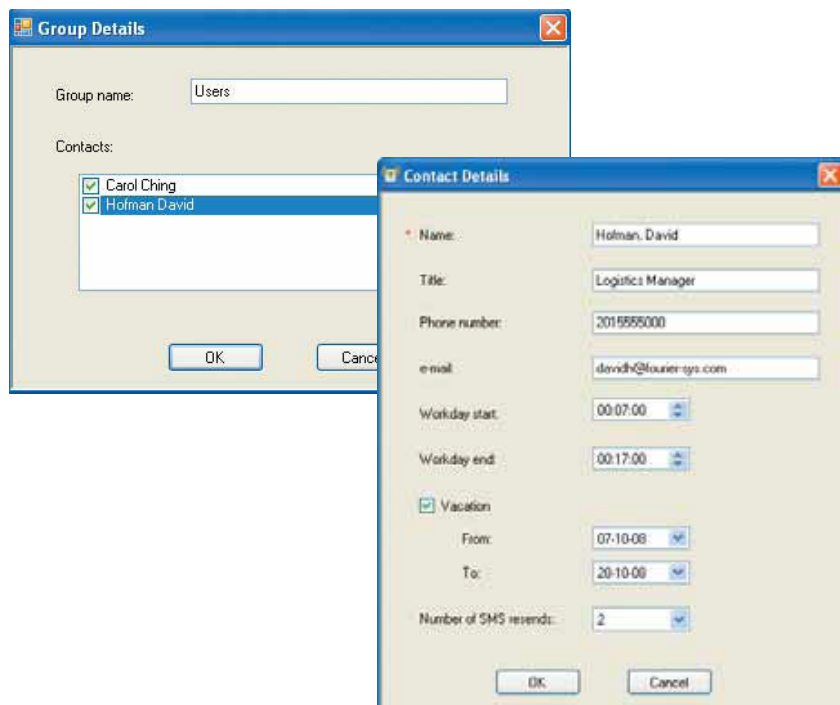 Group Details
Group name:
Users
Contacts:
Carol Ching
Hofman David
OK
Contact Details
* Name:
Hofman, David
Title:
Logistics Manager
Phone number:
2015555000
e-mail
davidh@fourier-sys.com
Workday start:
00:07:00
Workday end:
00:17:00
Vacation
From:
07-10-08
To:
20-10-08
Number of SMS resends:
2
OK
Cancel